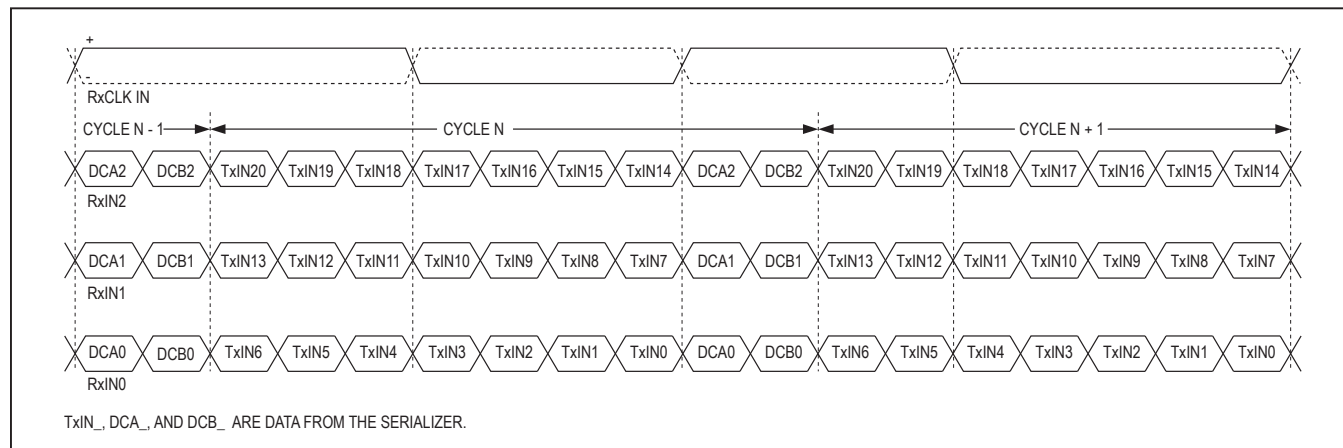 +
-
RxCLK IN
CYCLE N - 1 CYCLE N CYCLE N + 1
DCA2 DCB2 TxIN20 TxIN19 TxIN18 TxIN17 TxIN16 TxIN15 TxIN14 DCA2 DCB2 TxIN20 TxIN19 TxIN18 TxIN17 TxIN16 TxIN15 TxIN14
RxIN2
DCA1 DCB1 TxIN13 TxIN12 TxIN11 TxIN10 TxIN9 TxIN8 TxIN7 DCA1 DCB1 TxIN13 TxIN12 TxIN11 TxIN10 TxIN9 TxIN8 TxIN7
RxIN1
DCA0 DCB0 TxIN6 TxIN5 TxIN4 TxIN3 TxIN2 TxIN1 TxIN0 DCA0 DCB0 TxIN6 TxIN5 TxIN4 TxIN3 TxIN2 TxIN1 TxIN0
RxIN0
TxIN_, DCA_, AND DCB_ ARE DATA FROM THE SERIALIZER.